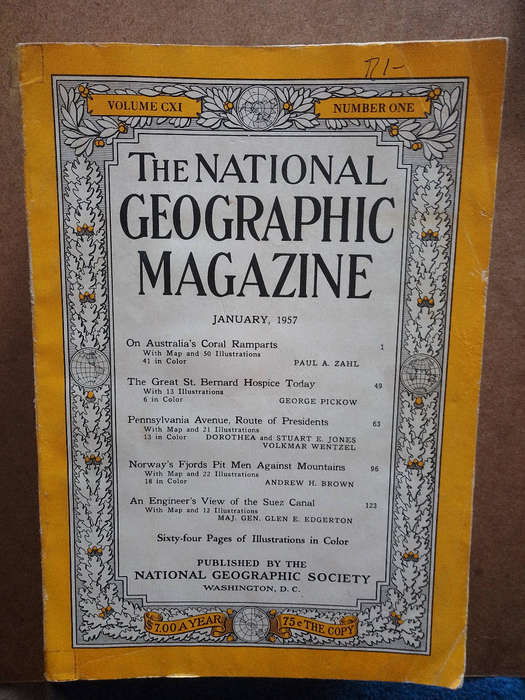 VOLUME CXI NUMBER ONE
THE NATIONAL
GEOGRAPHIC
MAGAZINE
JANUARY, 1957
On Australia's Coral Ramparts 1
With Map and 50 Illustrations
41 in Color PAUL A. ZAHL
The Great St. Bernard Hospice Today 49
With 13 Illustrations
6 in Color GEORGE PICKOW
Pennsylvania Avenue, Route of Presidents 63
With Map and 21 Illustrations
13 in Color DOROTHEA and STUART E. JONES
VOLKMAR WENTZEL
Norway's Fjords Pit Men Against Mountains 96
With Map and 22 Illustrations
18 in Color ANDREW H. BROWN
An Engineer's View of the Suez Canal 123
With Map and 12 Illustrations
MAJ. GEN. GLEN E. EDGERTON
Sixty-four Pages of Illustrations in Color
PUBLISHED BY THE
NATIONAL GEOGRAPHIC SOCIETY
WASHINGTON, D. C.
$7.00 A YEAR 75¢ THE COPY